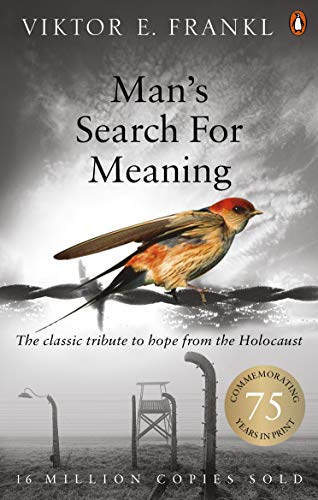 VIKTOR E. FRANKL
Man's
Search For
Meaning
The classic tribute to hope from the Holocaust
COMMEMORATING
75
YEARS IN PRINT
16 MILLION COPIES SOLD